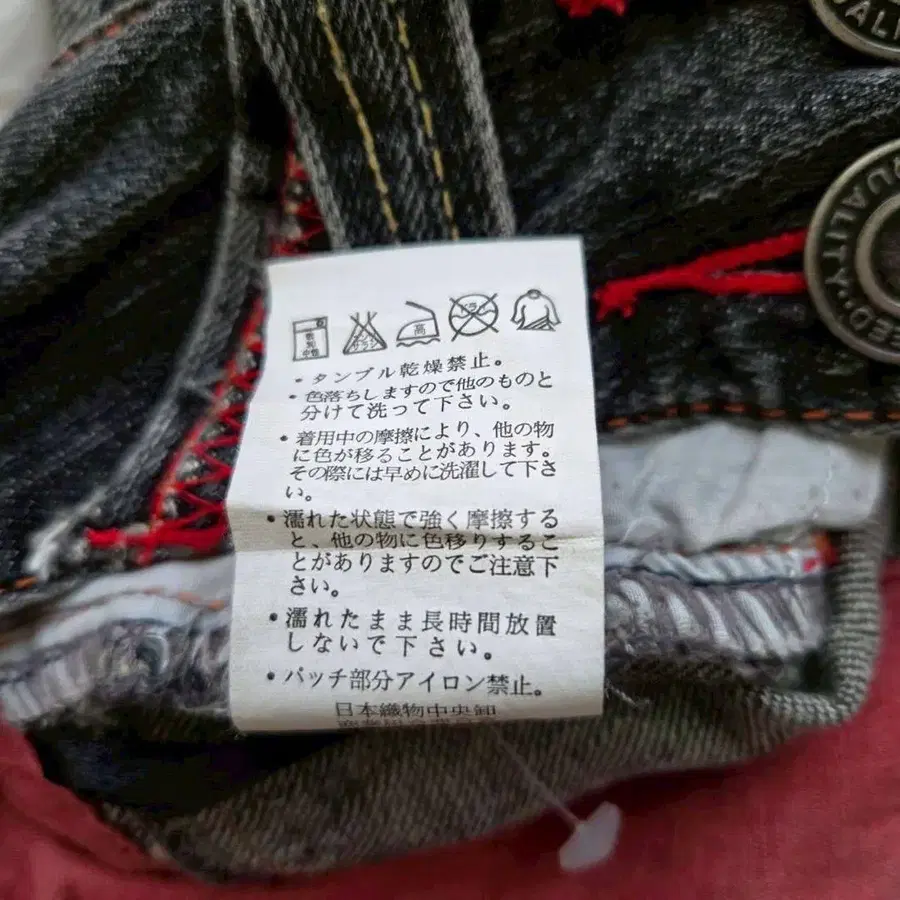 QUALITY
高
・タンブル乾燥禁止。
・色落ちしますので他のものと
分けて洗って下さい。
・着用中の摩擦により、他の物
に色が移ることがあります。
その際には早めに洗濯して下さ
い。
・濡れた状態で強く摩擦する
と、他の物に色移りするこ
とがありますのでご注意下
さい。
・濡れたまま長時間放置
しないで下さい。
・パッチ部分アイロン禁止。
日本織物中央卸